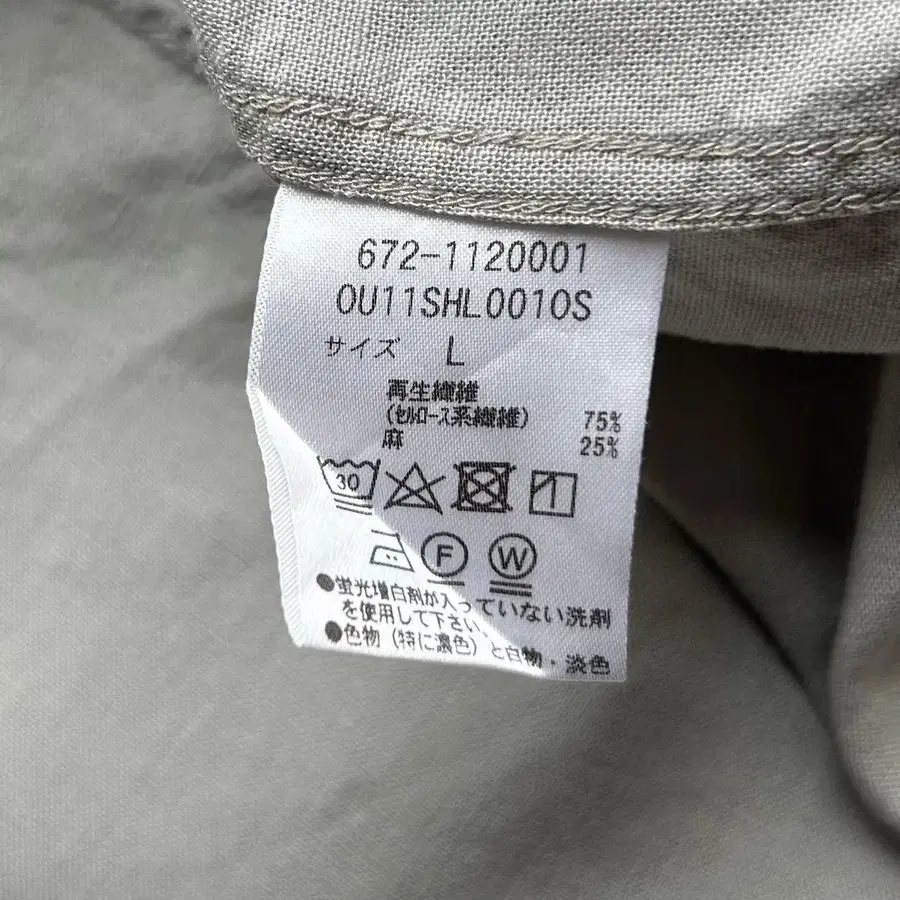 672-1120001
OU11SHL0010S
サイズ L
再生繊維
(セルロース系繊維) 75%
麻 25%
30
F W
●蛍光増白剤が入っていない洗剤
を使用して下さい。
●色物(特に濃色)と白物・淡色